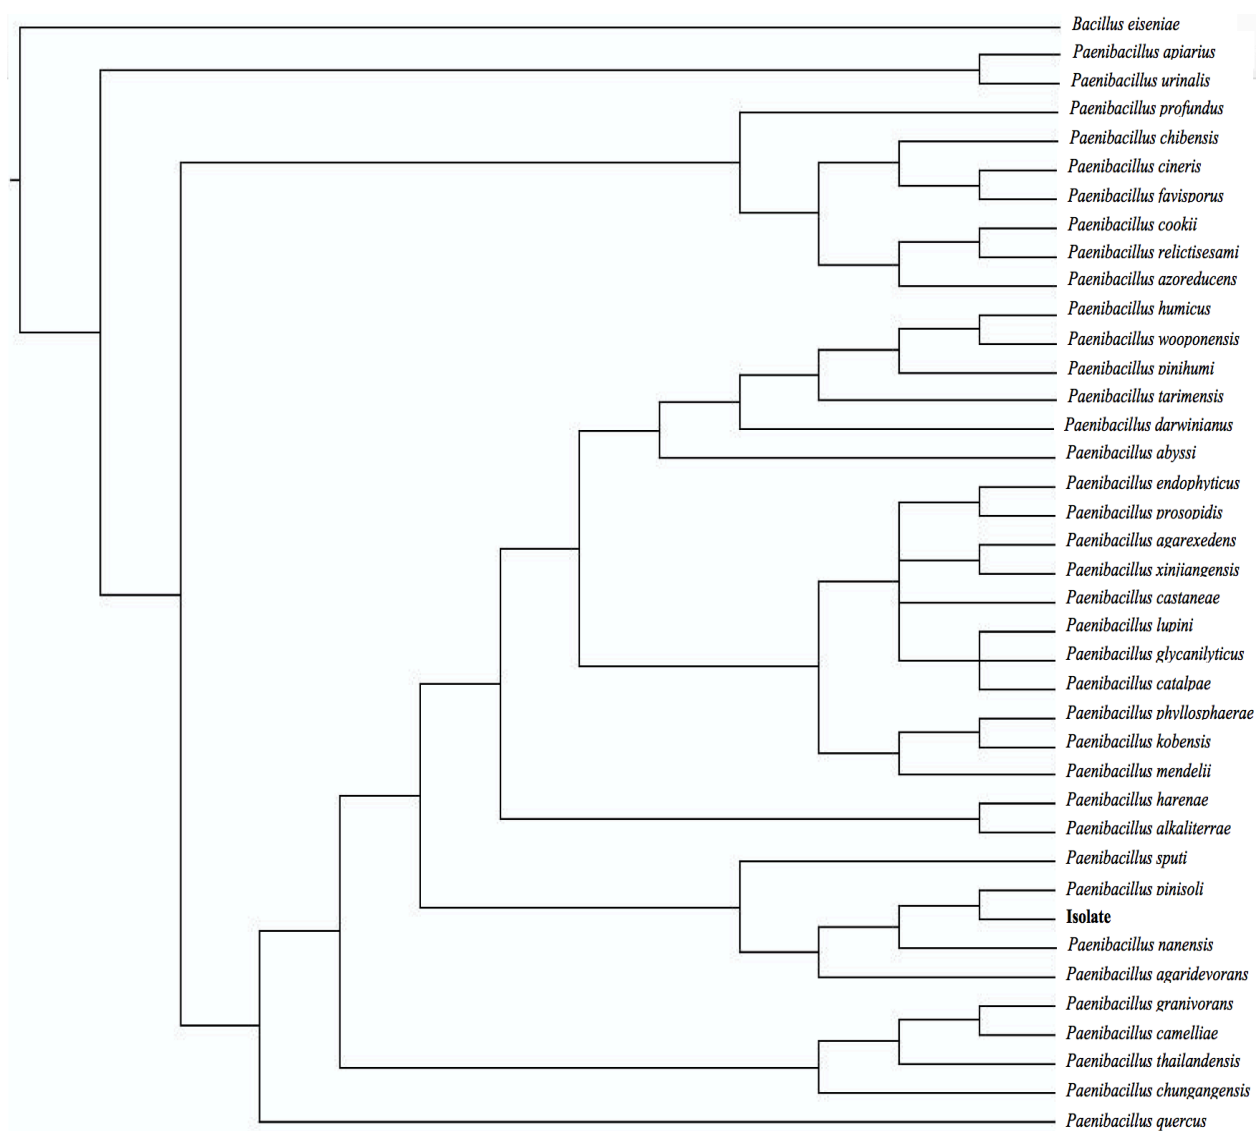 Bacillus eiseniae
Paenibacillus apiarius
Paenibacillus urinalis
Paenibacillus profundus
Paenibacillus chibensis
Paenibacillus cineris
Paenibacillus favisporus
Paenibacillus cookii
Paenibacillus relictisesami
Paenibacillus azoreducens
Paenibacillus humicus
Paenibacillus wooponensis
Paenibacillus pinihumi
Paenibacillus tarimensis
Paenibacillus darwinianus
Paenibacillus abyssi
Paenibacillus endophyticus
Paenibacillus prosopidis
Paenibacillus agarexedens
Paenibacillus xinjiangensis
Paenibacillus castaneae
Paenibacillus lupini
Paenibacillus glycanilyticus
Paenibacillus catalpae
Paenibacillus phyllosphaerae
Paenibacillus kobensis
Paenibacillus mendelii
Paenibacillus harenae
Paenibacillus alkaliterrae
Paenibacillus sputi
Paenibacillus pinisoli
Isolate
Paenibacillus nanensis
Paenibacillus agaridevorans
Paenibacillus granivorans
Paenibacillus camelliae
Paenibacillus thailandensis
Paenibacillus chungangensis
Paenibacillus quercus